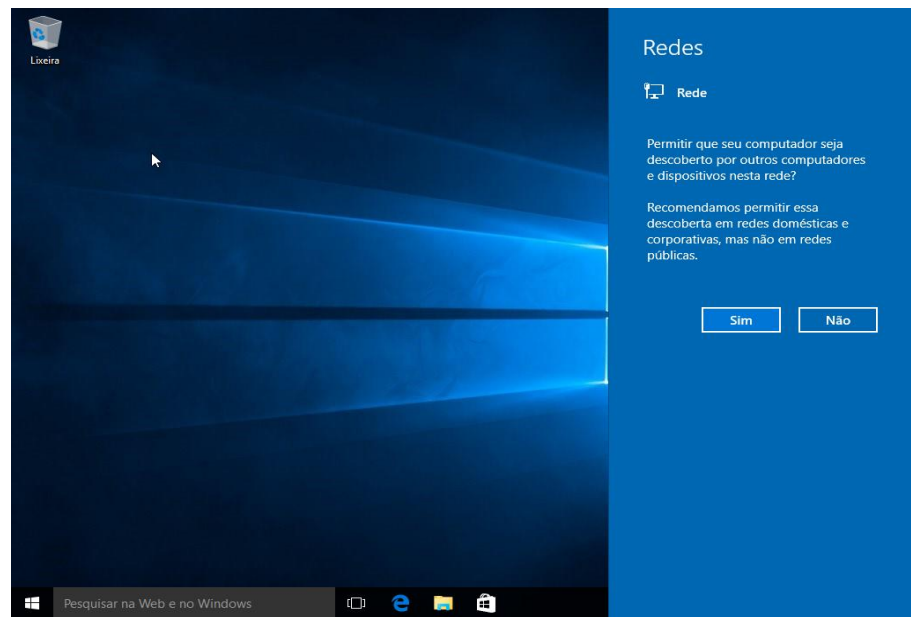 Lixeira
Redes
Rede
Permitir que seu computador seja
descoberto por outros computadores
e dispositivos nesta rede?
Recomendamos permitir essa
descoberta em redes domésticas e
corporativas, mas não em redes
públicas.
Sim Não
Pesquisar na Web e no Windows